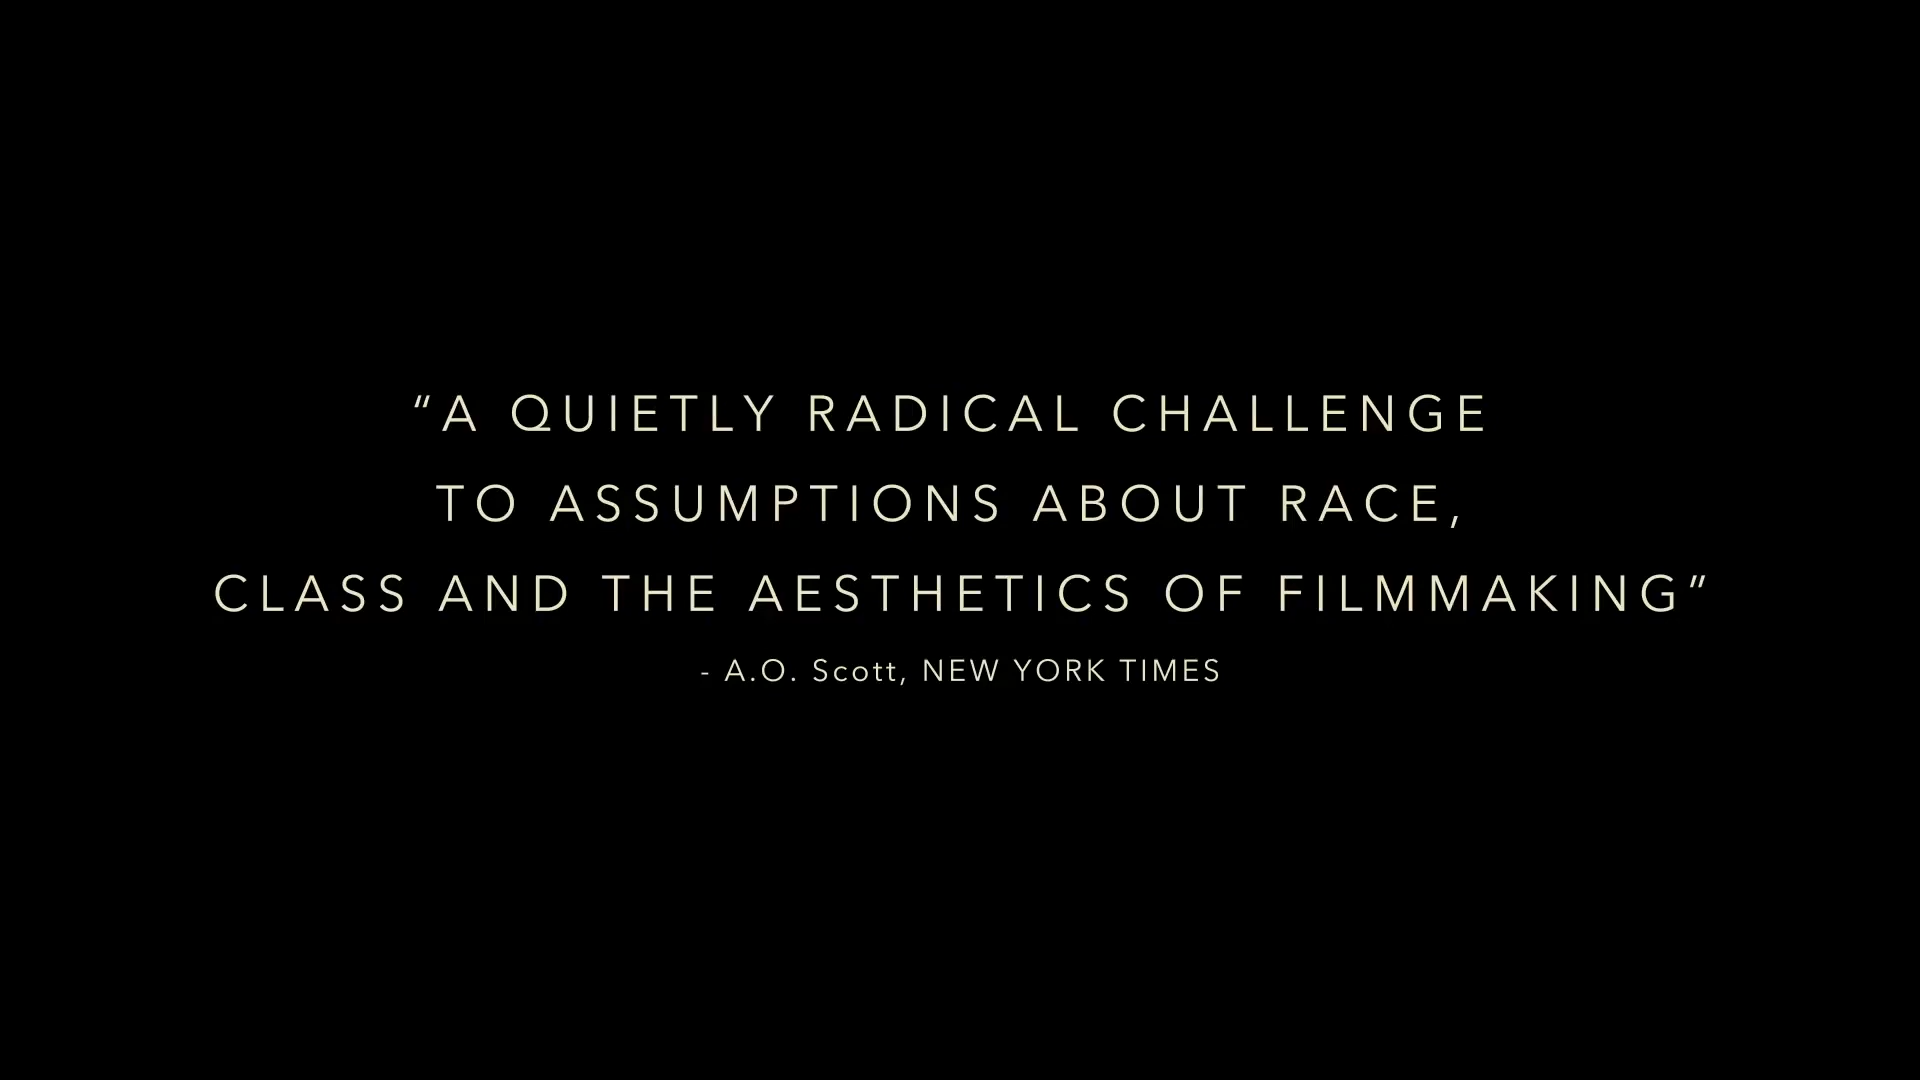 “A QUIETLY RADICAL CHALLENGE
TO ASSUMPTIONS ABOUT RACE,
CLASS AND THE AESTHETICS OF FILMMAKING”
- A.O. Scott, NEW YORK TIMES